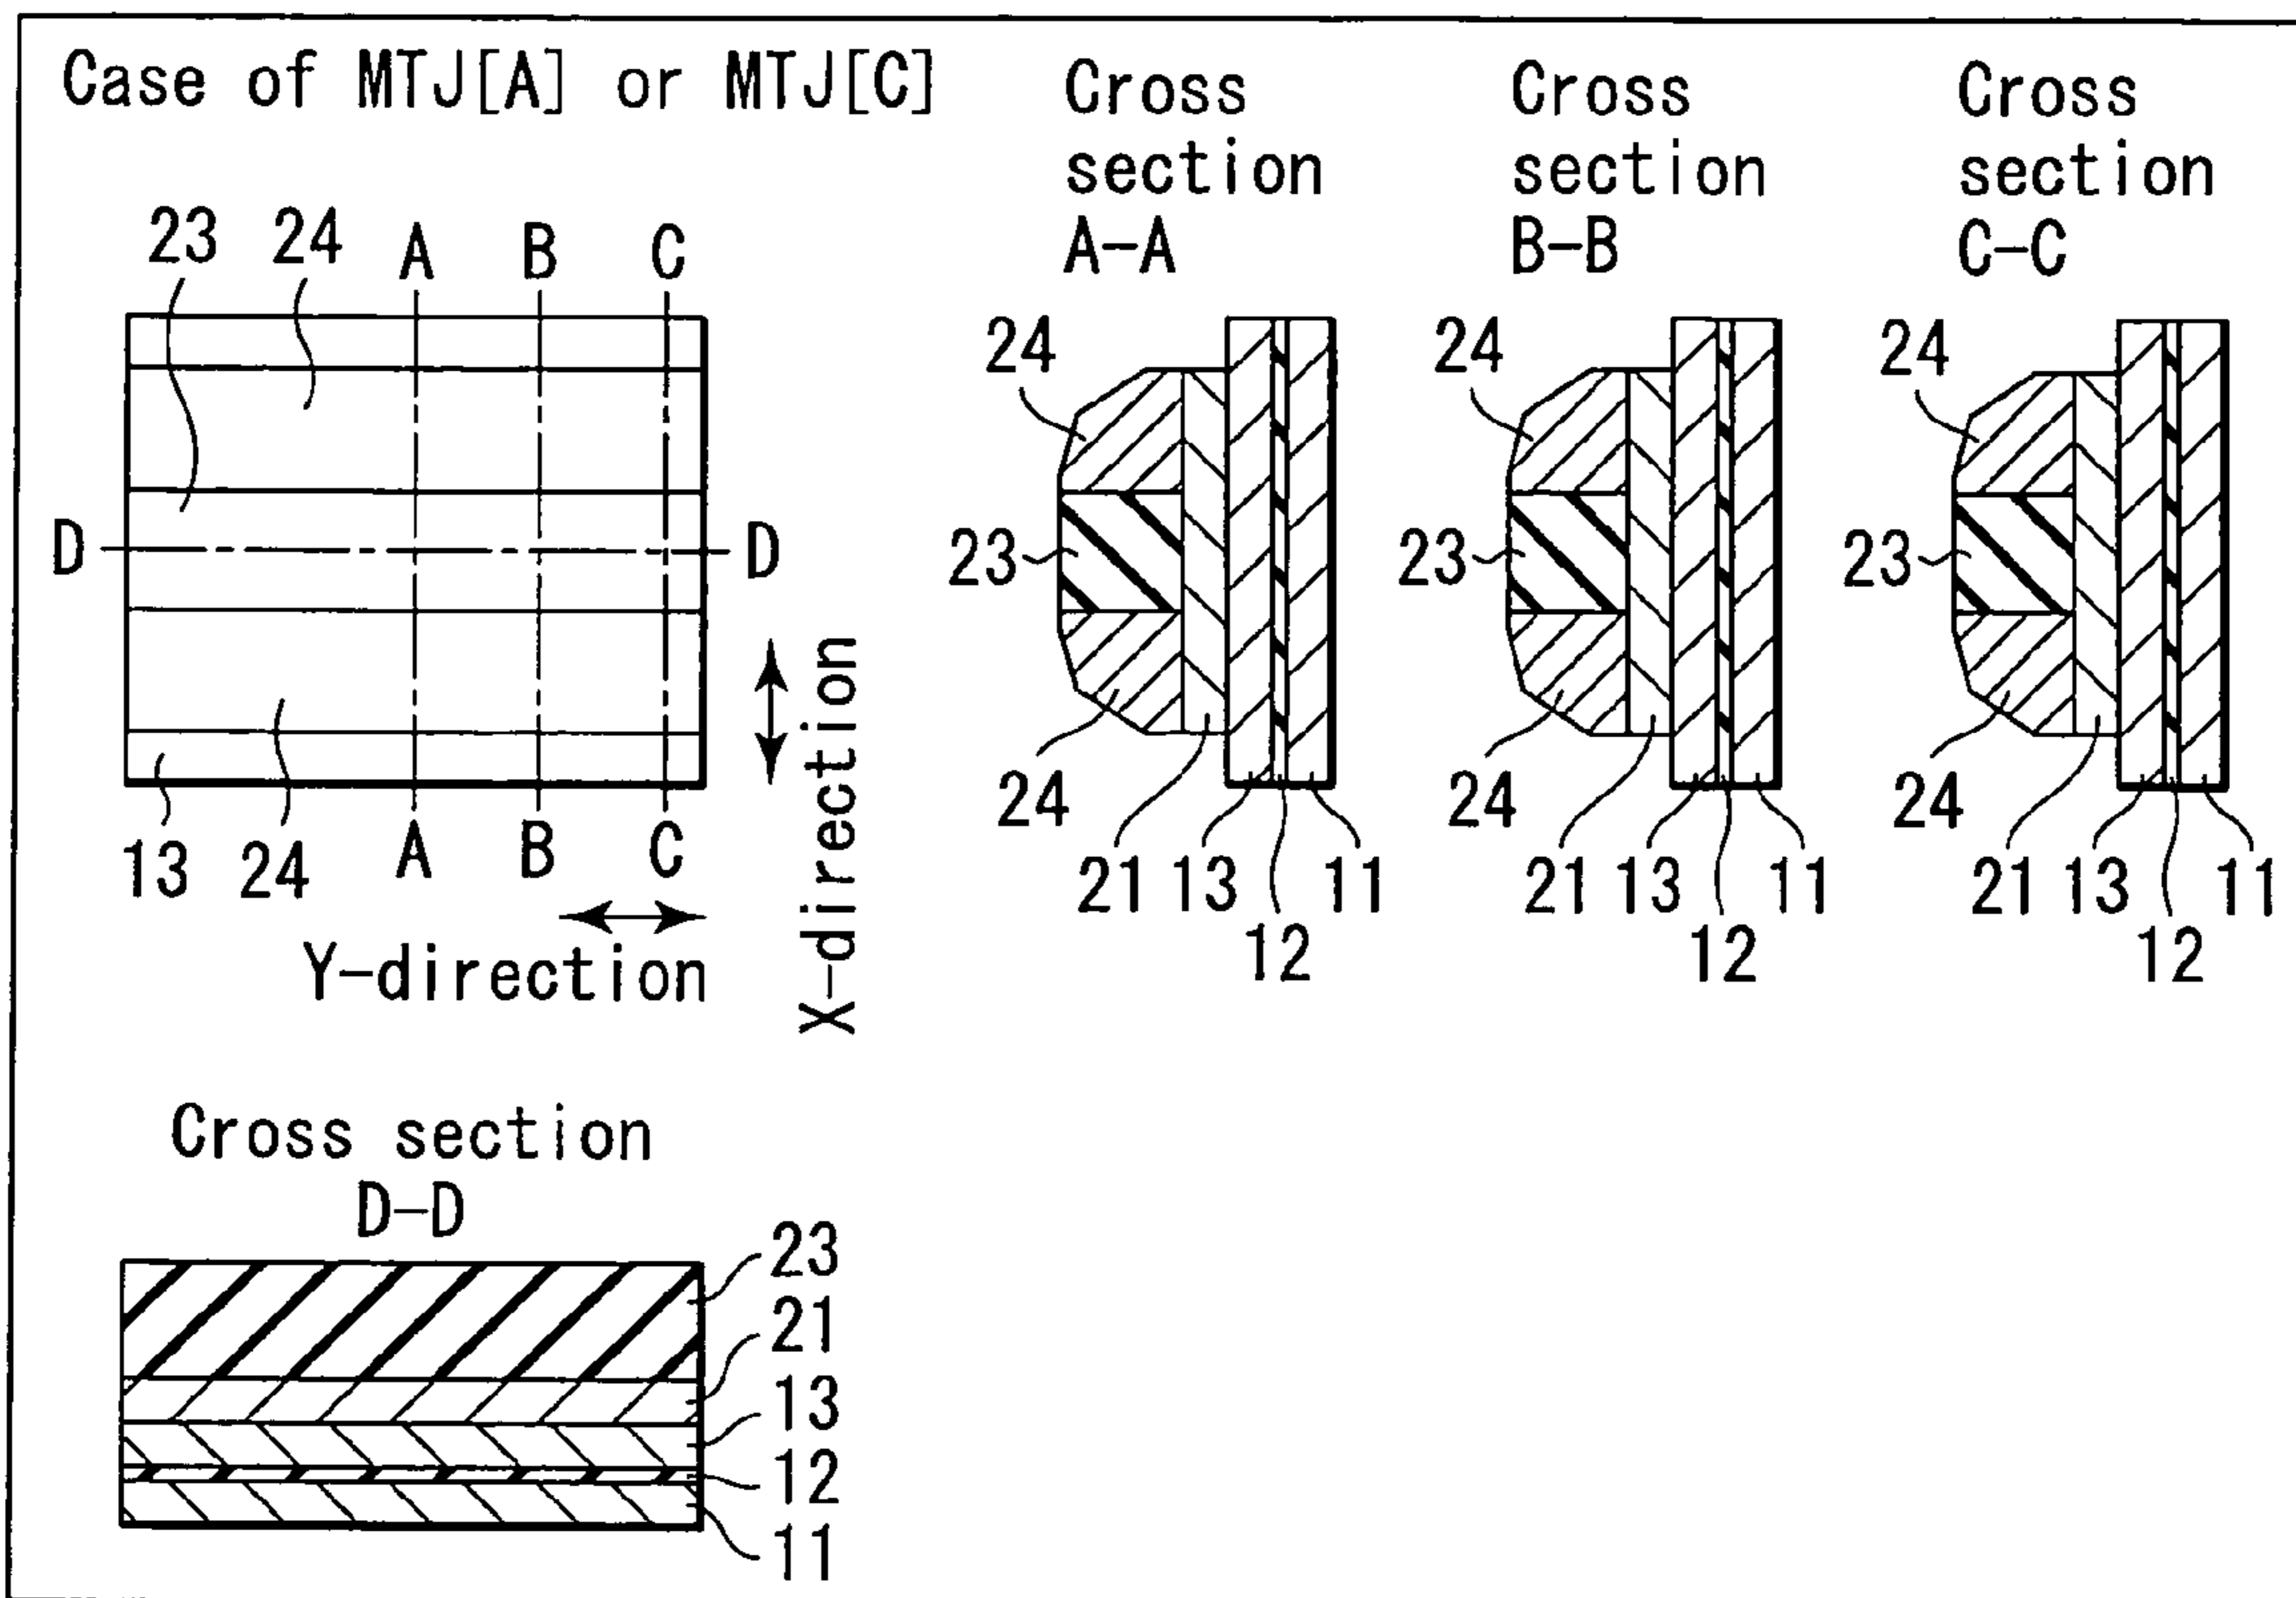 Case of MTJ[A] or MTJ[C]
23
24
A
B
C
D
D
13
24
A
B
C
Y-direction
X-direction
Cross
section
A-A
24
23
24
21
13
12
11
Cross
section
B-B
24
23
24
21
13
12
11
Cross
section
C-C
24
23
24
21
13
12
11
Cross section
D-D
23
21
13
12
11